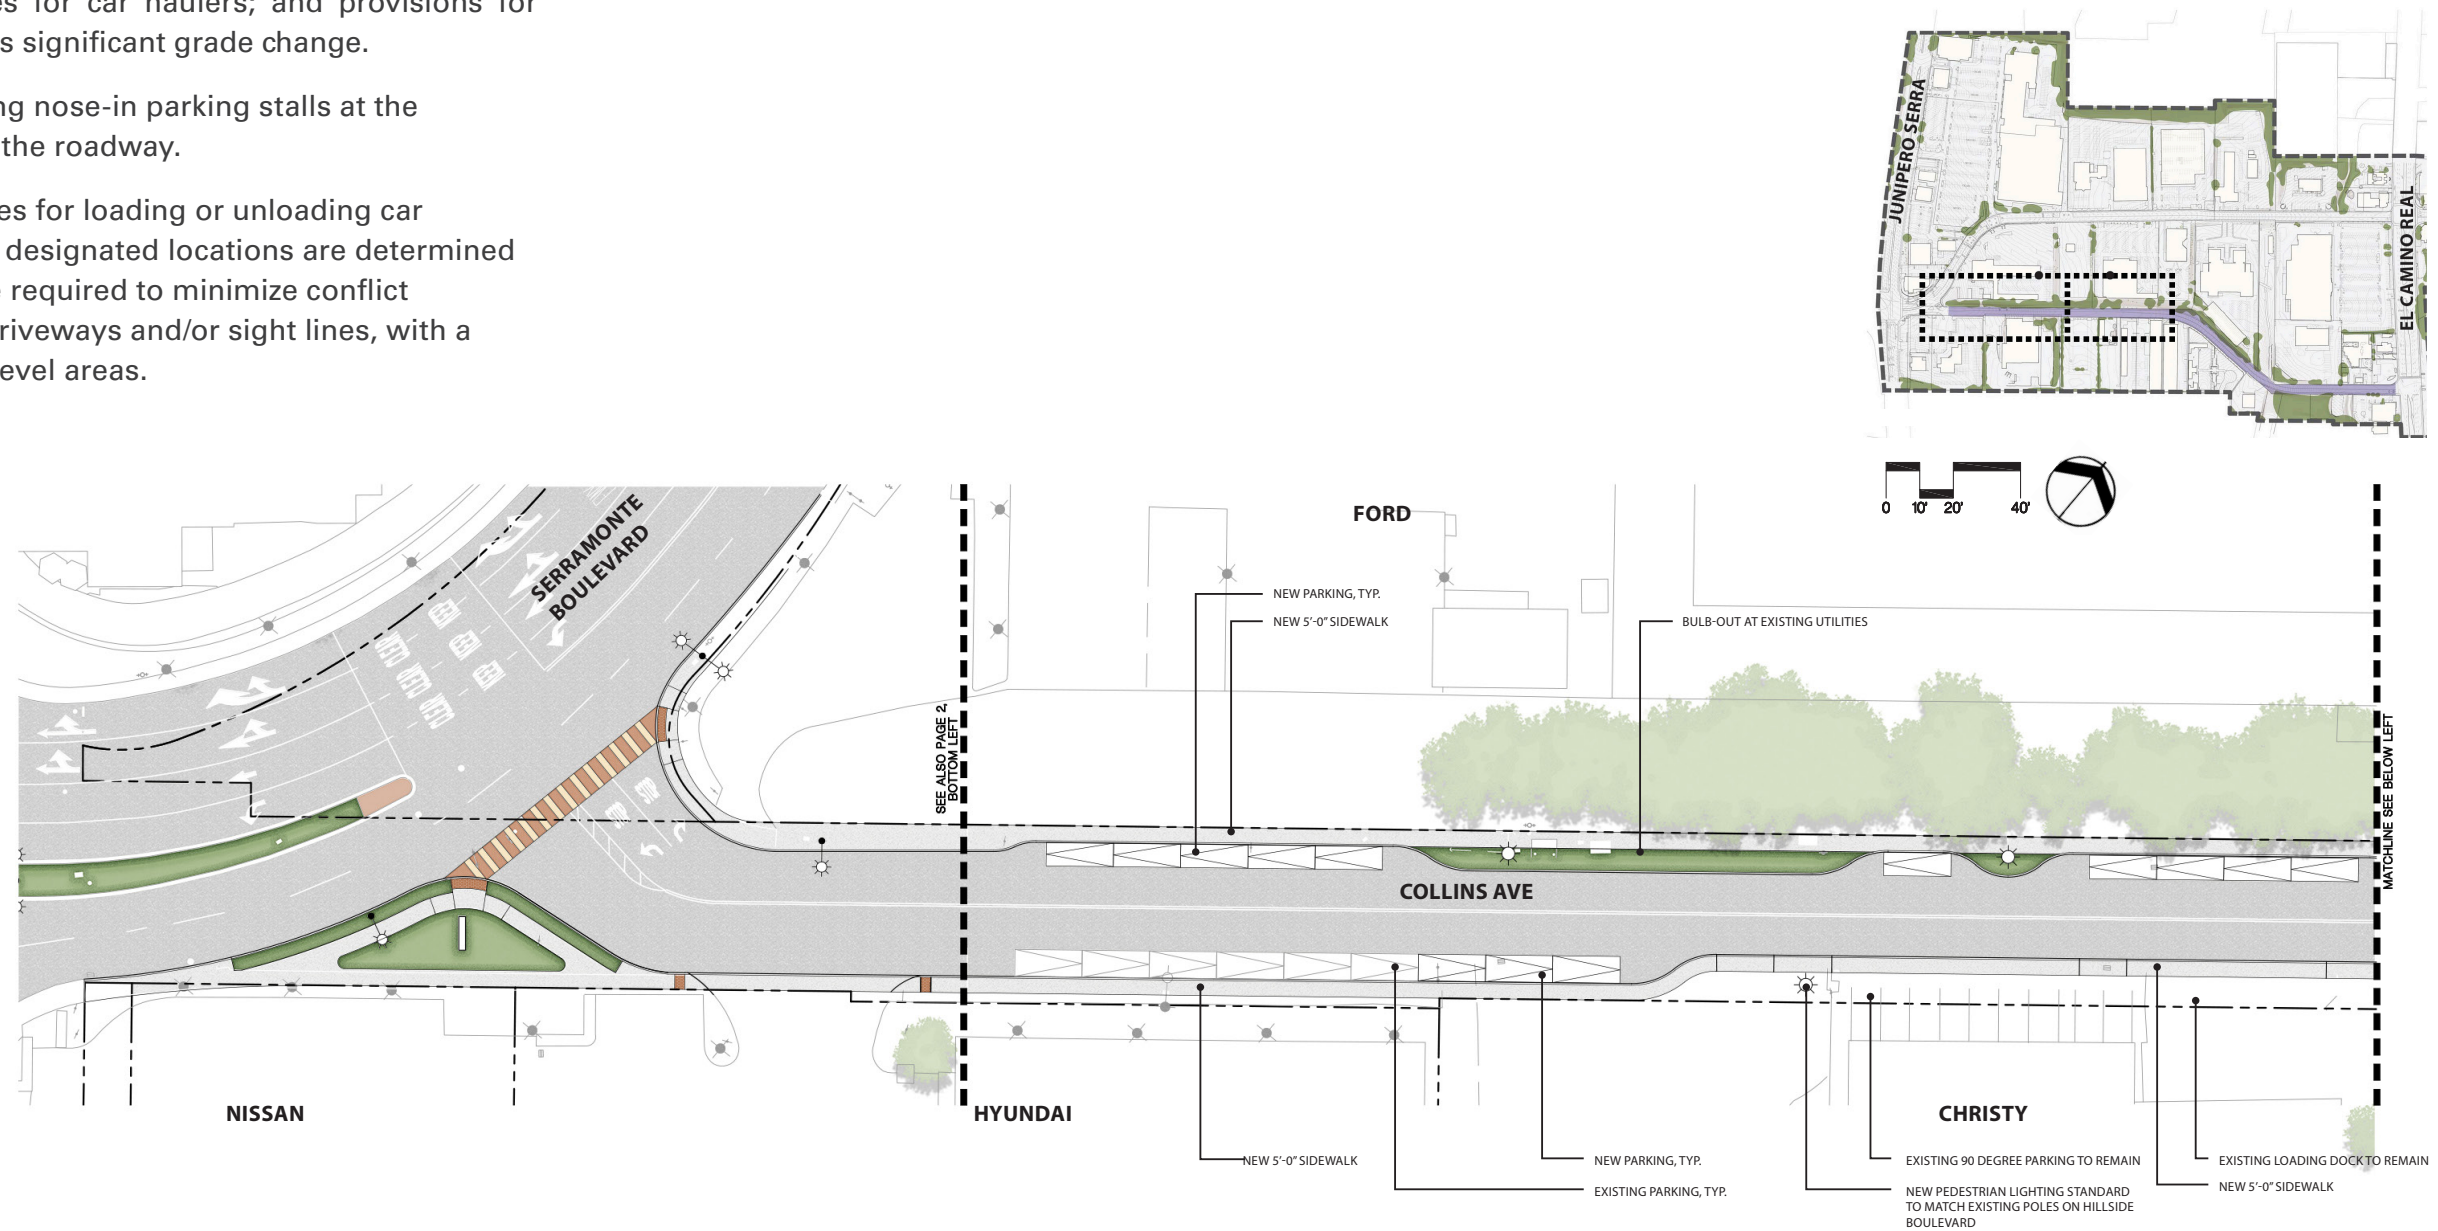 es for car haulers; and provisions for
s significant grade change.
ng nose-in parking stalls at the
the roadway.
es for loading or unloading car
designated locations are determined
e required to minimize conflict
riveways and/or sight lines, with a
evel areas.
JUNIPERO SERRA
EL CAMINO REAL
0 10' 20' 40'
SERRAMONTE
BOULEVARD
FORD
NEW PARKING, TYP.
NEW 5'-0" SIDEWALK
BULB-OUT AT EXISTING UTILITIES
KEEP CLEAR
KEEP CLEAR
KEEP CLEAR
SEE ALSO PAGE 2,
BOTTOM LEFT
MATCHLINE SEE BELOW LEFT
COLLINS AVE
NISSAN
HYUNDAI
CHRISTY
NEW 5'-0" SIDEWALK
NEW PARKING, TYP.
EXISTING PARKING, TYP.
EXISTING 90 DEGREE PARKING TO REMAIN
NEW PEDESTRIAN LIGHTING STANDARD
TO MATCH EXISTING POLES ON HILLSIDE
BOULEVARD
EXISTING LOADING DOCK TO REMAIN
NEW 5'-0" SIDEWALK